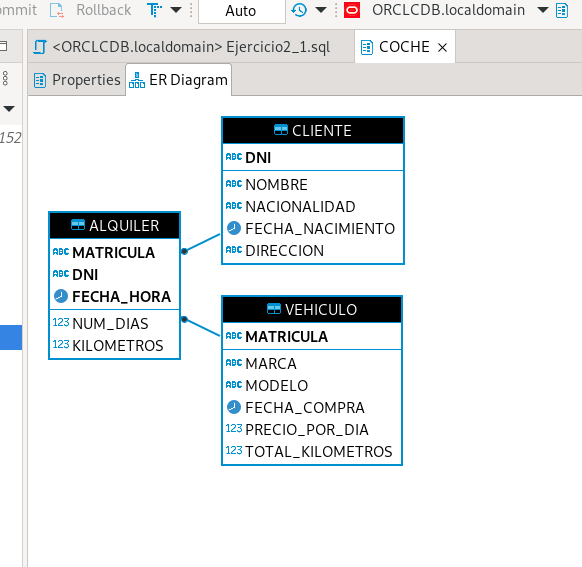 ommit Rollback Auto ORCLCDB.localdomain
<ORCLCDB.localdomain> Ejercicio2_1.sql COCHE
Properties ER Diagram
152
CLIENTE
ABC DNI
ABC NOMBRE
ABC NACIONALIDAD
FECHA_NACIMIENTO
ABC DIRECCION
ALQUILER
ABC MATRICULA
ABC DNI
FECHA_HORA
123 NUM_DIAS
123 KILOMETROS
VEHICULO
ABC MATRICULA
ABC MARCA
ABC MODELO
FECHA_COMPRA
123 PRECIO_POR_DIA
123 TOTAL_KILOMETROS